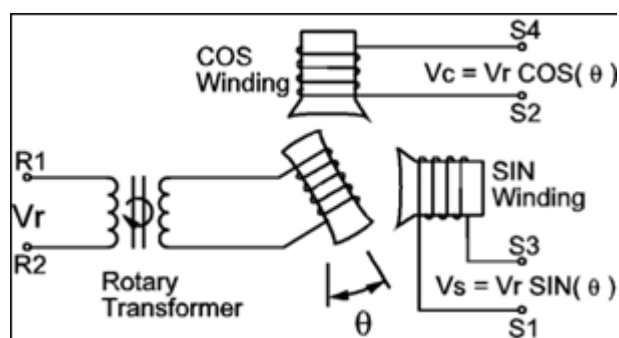 S4
COS
Winding
Vc = Vr COS( θ )
S2
R1
SIN
Winding
Vr
R2
S3
Rotary
Transformer
Vs = Vr SIN( θ )
θ
S1